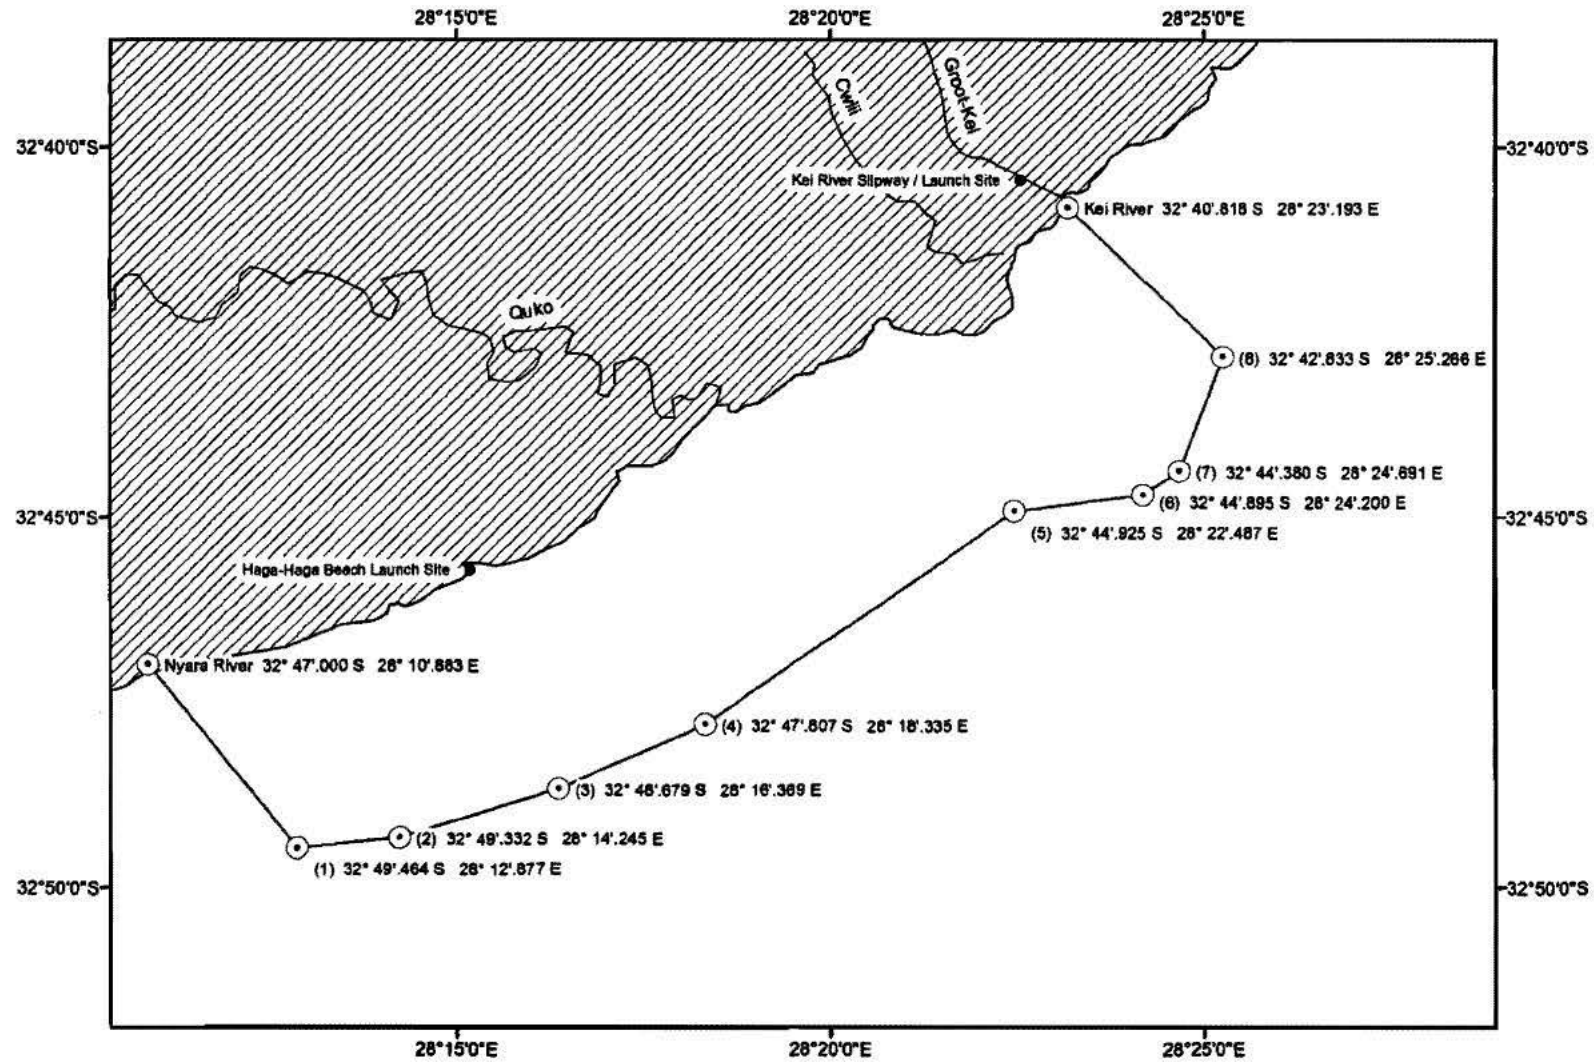 28°15'0"E 28°20'0"E 28°25'0"E
Cwili
Groot-Kei
32°40'0"S 32°40'0"S
Kei River Slipway / Launch Site
Kei River 32° 40'.818 S 28° 23'.193 E
Quko
(8) 32° 42'.833 S 28° 25'.266 E
(7) 32° 44'.380 S 28° 24'.691 E
(6) 32° 44'.695 S 28° 24'.200 E
32°45'0"S 32°45'0"S
(5) 32° 44'.925 S 28° 22'.487 E
Haga-Haga Beach Launch Site
Nyara River 32° 47'.000 S 28° 10'.883 E
(4) 32° 47'.807 S 28° 18'.335 E
(3) 32° 48'.679 S 28° 16'.369 E
(2) 32° 49'.332 S 28° 14'.245 E
(1) 32° 49'.464 S 28° 12'.877 E
32°50'0"S 32°50'0"S
28°15'0"E 28°20'0"E 28°25'0"E